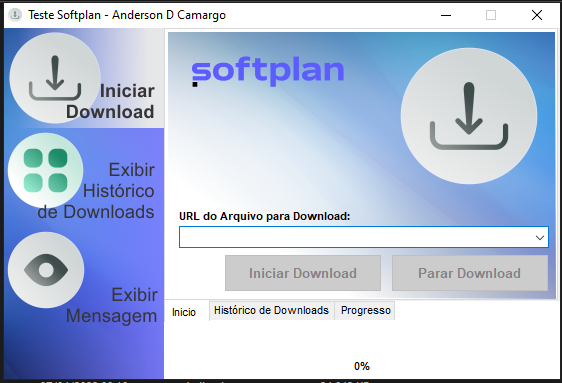 Teste Softplan - Anderson D Camargo
Iniciar
Download
Exibir
Histórico
de Downloads
Exibir
Mensagem
softplan
URL do Arquivo para Download:
Iniciar Download
Parar Download
Inicio
Histórico de Downloads
Progresso
0%